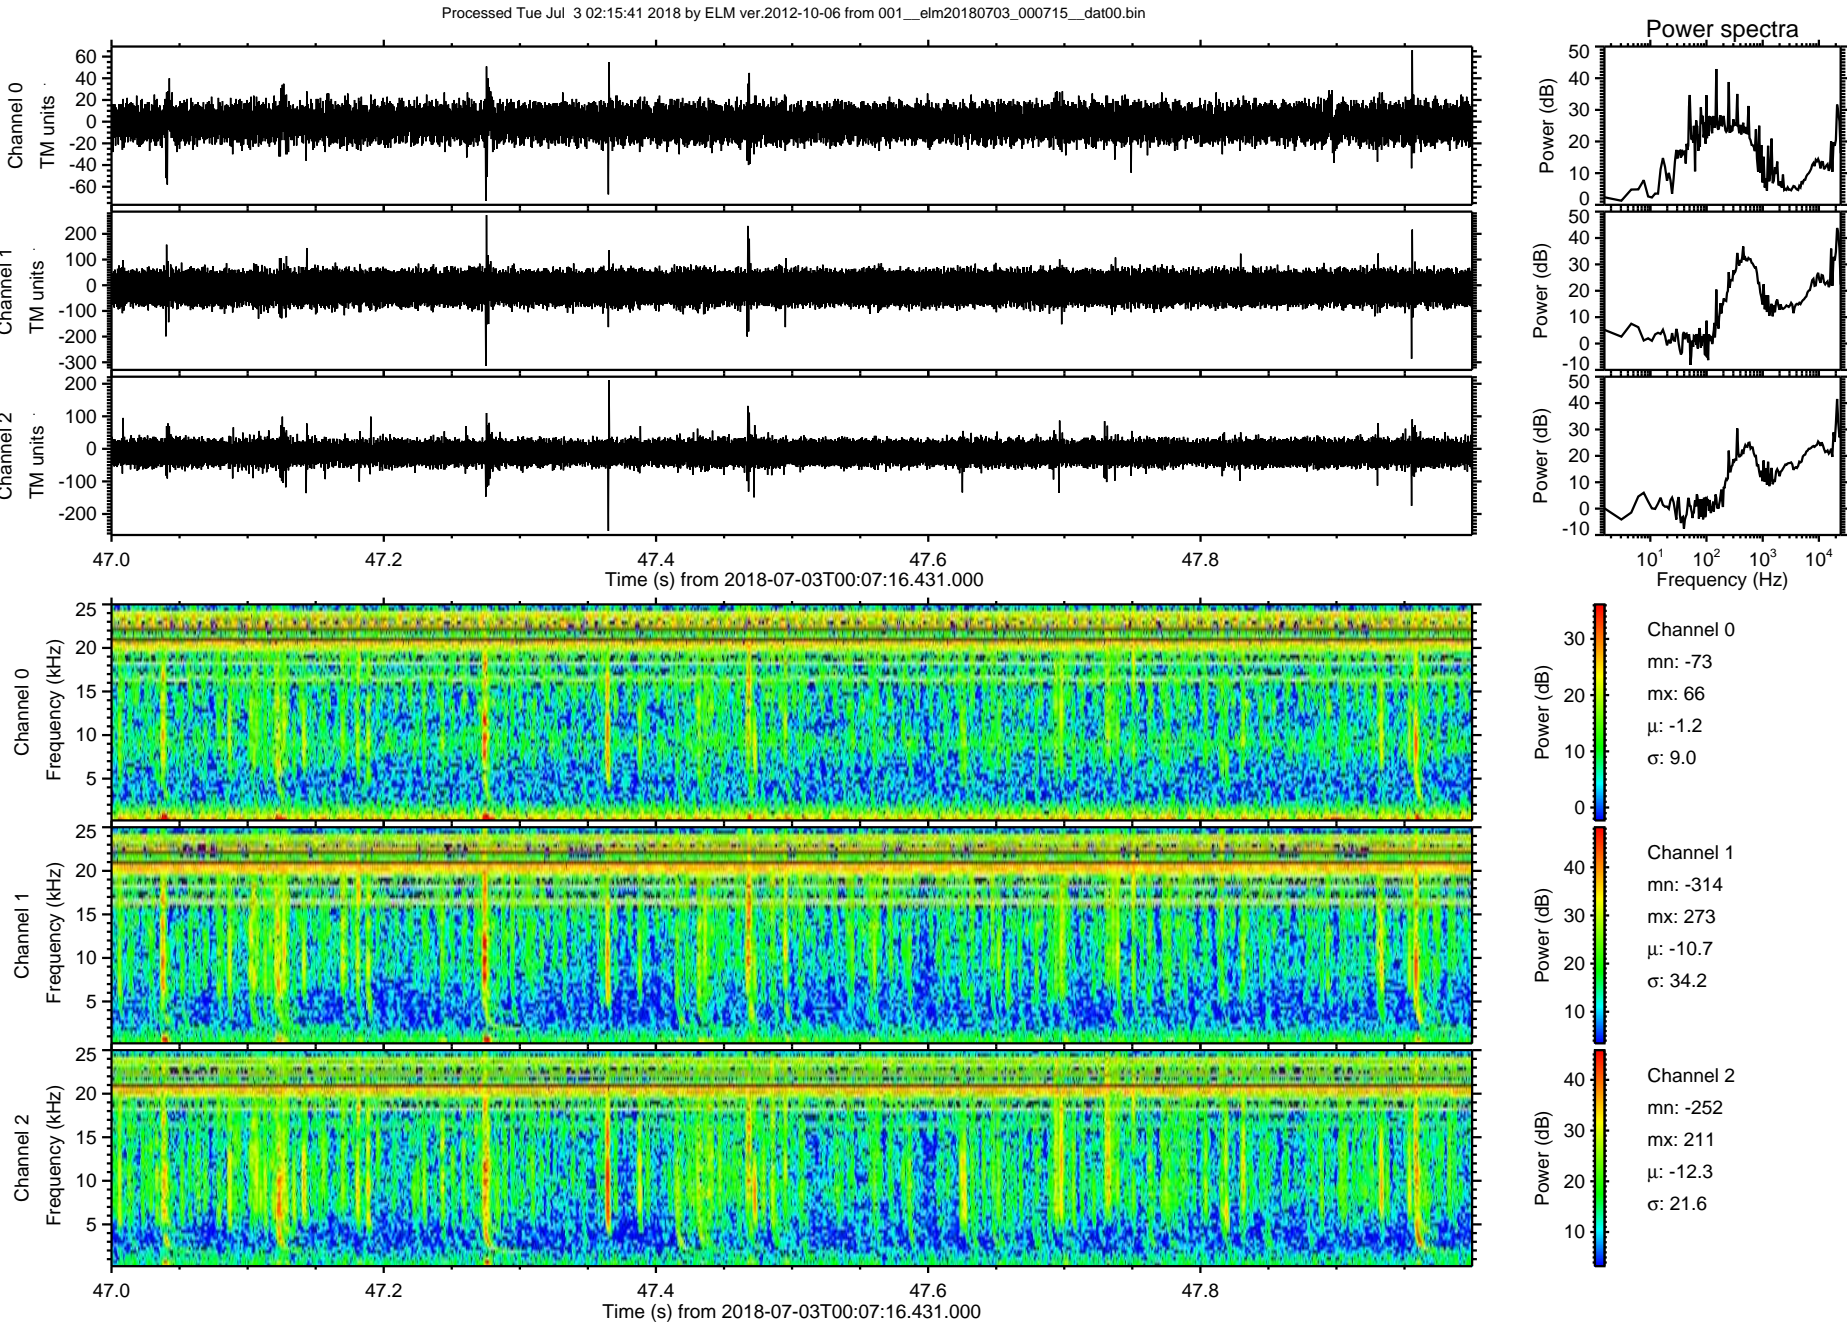 Processed Tue Jul 3 02:15:41 2018 by ELM ver.2012-10-06 from 001__elm20180703_000715__dat00.bin
Power spectra
Channel 0
TM units
60
40
20
0
-20
-40
-60
Power (dB)
50
40
30
20
10
0
Channel 1
TM units
200
100
0
-100
-200
-300
Power (dB)
50
40
30
20
10
0
-10
Channel 2
TM units
200
100
0
-100
-200
Power (dB)
50
40
30
20
10
0
-10
47.0 47.2 47.4 47.6 47.8
Time (s) from 2018-07-03T00:07:16.431.000
10¹ 10² 10³ 10⁴
Frequency (Hz)
Channel 0
Frequency (kHz)
25
20
15
10
5
Power (dB)
30
20
10
0
Channel 0
mn: -73
mx: 66
μ: -1.2
σ: 9.0
Channel 1
Frequency (kHz)
25
20
15
10
5
Power (dB)
40
30
20
10
Channel 1
mn: -314
mx: 273
μ: -10.7
σ: 34.2
Channel 2
Frequency (kHz)
25
20
15
10
5
Power (dB)
40
30
20
10
Channel 2
mn: -252
mx: 211
μ: -12.3
σ: 21.6
47.0 47.2 47.4 47.6 47.8
Time (s) from 2018-07-03T00:07:16.431.000